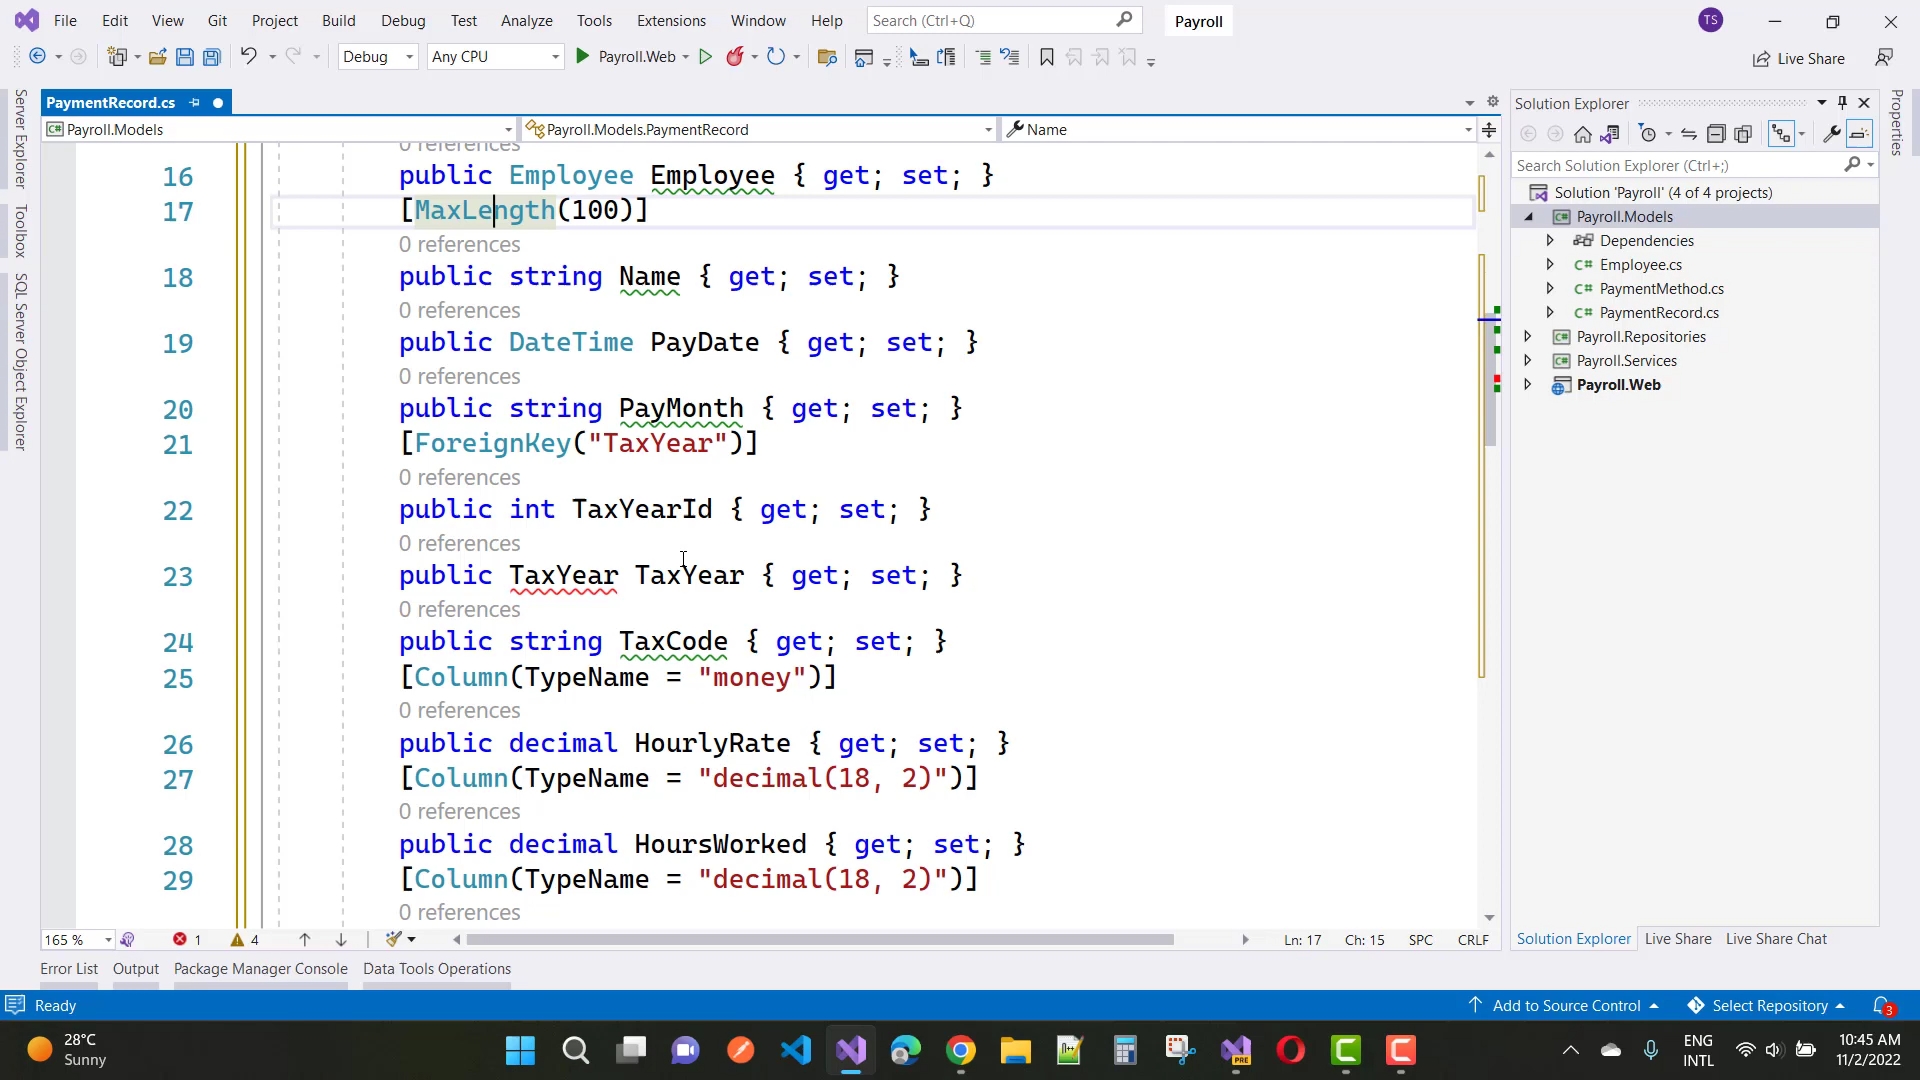 File Edit View Git Project Build Debug Test Analyze Tools Extensions Window Help Search (Ctrl+Q) Payroll TS
Debug Any CPU Payroll.Web Live Share
Server Explorer
Toolbox
SQL Server Object Explorer
PaymentRecord.cs
Payroll.Models Payroll.Models.PaymentRecord Name
0 references
16 public Employee Employee { get; set; }
17 [MaxLength(100)]
0 references
18 public string Name { get; set; }
0 references
19 public DateTime PayDate { get; set; }
0 references
20 public string PayMonth { get; set; }
21 [ForeignKey("TaxYear")]
0 references
22 public int TaxYearId { get; set; }
0 references
23 public TaxYear TaxYear { get; set; }
0 references
24 public string TaxCode { get; set; }
25 [Column(TypeName = "money")]
0 references
26 public decimal HourlyRate { get; set; }
27 [Column(TypeName = "decimal(18, 2)")]
0 references
28 public decimal HoursWorked { get; set; }
29 [Column(TypeName = "decimal(18, 2)")]
0 references
165 % 1 4 Ln: 17 Ch: 15 SPC CRLF
Solution Explorer
Search Solution Explorer (Ctrl+;)
Solution 'Payroll' (4 of 4 projects)
Payroll.Models
Dependencies
C# Employee.cs
C# PaymentMethod.cs
C# PaymentRecord.cs
Payroll.Repositories
Payroll.Services
Payroll.Web
Solution Explorer Live Share Live Share Chat
Properties
Error List Output Package Manager Console Data Tools Operations
Ready Add to Source Control Select Repository 3
28°C
Sunny
PRE
ENG
INTL
10:45 AM
11/2/2022